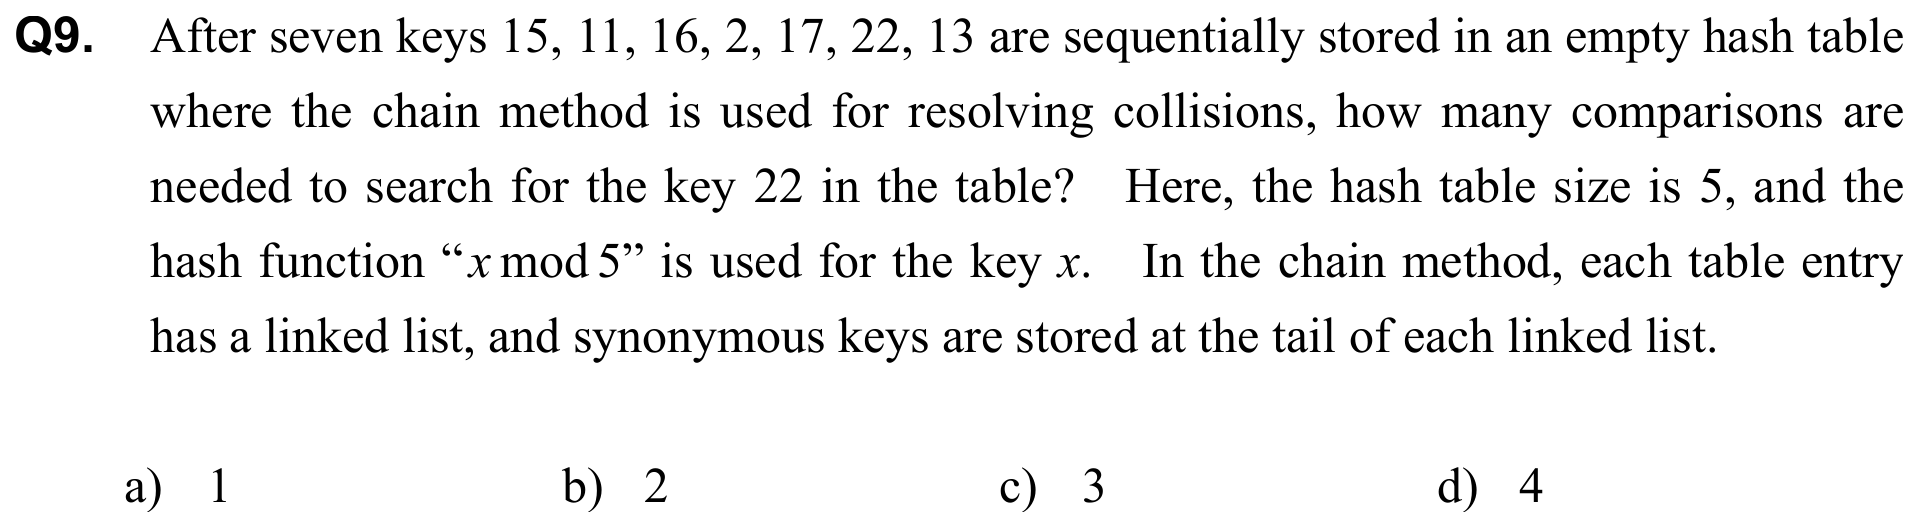 Q9. After seven keys 15, 11, 16, 2, 17, 22, 13 are sequentially stored in an empty hash table
where the chain method is used for resolving collisions, how many comparisons are
needed to search for the key 22 in the table? Here, the hash table size is 5, and the
hash function “x mod 5” is used for the key x. In the chain method, each table entry
has a linked list, and synonymous keys are stored at the tail of each linked list.
a) 1 b) 2 c) 3 d) 4